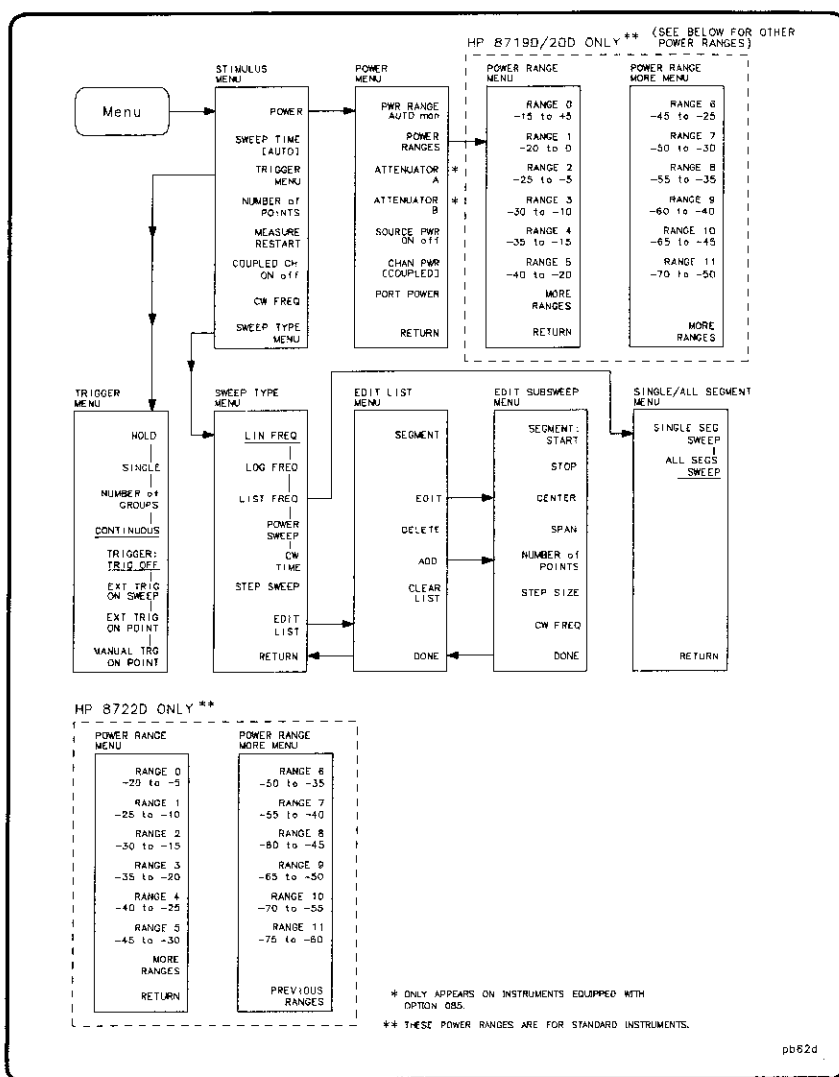 HP 8719D/20D ONLY ** (SEE BELOW FOR OTHER
POWER RANGES)
Menu
STIMULUS
MENU
POWER
SWEEP TIME
[AUTO]
TRIGGER
MENU
NUMBER of
POINTS
MEASURE
RESTART
COUPLED CH
ON off
CW FREQ
SWEEP TYPE
MENU
POWER
MENU
PWR RANGE
AUTO man
POWER
RANGES
ATTENUATOR *
A
ATTENUATOR *
B
SOURCE PWR
ON off
CHAN PWR
[COUPLED]
PORT POWER
RETURN
POWER RANGE
MENU
RANGE 0
-15 to +5
RANGE 1
-20 to 0
RANGE 2
-25 to -5
RANGE 3
-30 to -10
RANGE 4
-35 to -15
RANGE 5
-40 to -20
MORE
RANGES
RETURN
POWER RANGE
MORE MENU
RANGE 6
-45 to -25
RANGE 7
-50 to -30
RANGE 8
-55 to -35
RANGE 9
-60 to -40
RANGE 10
-65 to -45
RANGE 11
-70 to -50
MORE
RANGES
TRIGGER
MENU
HOLD
SINGLE
NUMBER of
GROUPS
CONTINUOUS
TRIGGER:
TRIG OFF
EXT TRIG
ON SWEEP
EXT TRIG
ON POINT
MANUAL TRG
ON POINT
SWEEP TYPE
MENU
LIN FREQ
LOG FREQ
LIST FREQ
POWER
SWEEP
CW
TIME
STEP SWEEP
EDIT
LIST
RETURN
EDIT LIST
MENU
SEGMENT
EDIT
DELETE
ADD
CLEAR
LIST
DONE
EDIT SUBSWEEP
MENU
SEGMENT:
START
STOP
CENTER
SPAN
NUMBER of
POINTS
STEP SIZE
CW FREQ
DONE
SINGLE/ALL SEGMENT
MENU
SINGLE SEG
SWEEP
ALL SEGS
SWEEP
RETURN
HP 8722D ONLY **
POWER RANGE
MENU
RANGE 0
-20 to -5
RANGE 1
-25 to -10
RANGE 2
-30 to -15
RANGE 3
-35 to -20
RANGE 4
-40 to -25
RANGE 5
-45 to -30
MORE
RANGES
RETURN
POWER RANGE
MORE MENU
RANGE 6
-50 to -35
RANGE 7
-55 to -40
RANGE 8
-60 to -45
RANGE 9
-65 to -50
RANGE 10
-70 to -55
RANGE 11
-75 to -60
PREVIOUS
RANGES
* ONLY APPEARS ON INSTRUMENTS EQUIPPED WITH
OPTION 085.
** THESE POWER RANGES ARE FOR STANDARD INSTRUMENTS.
pb62d